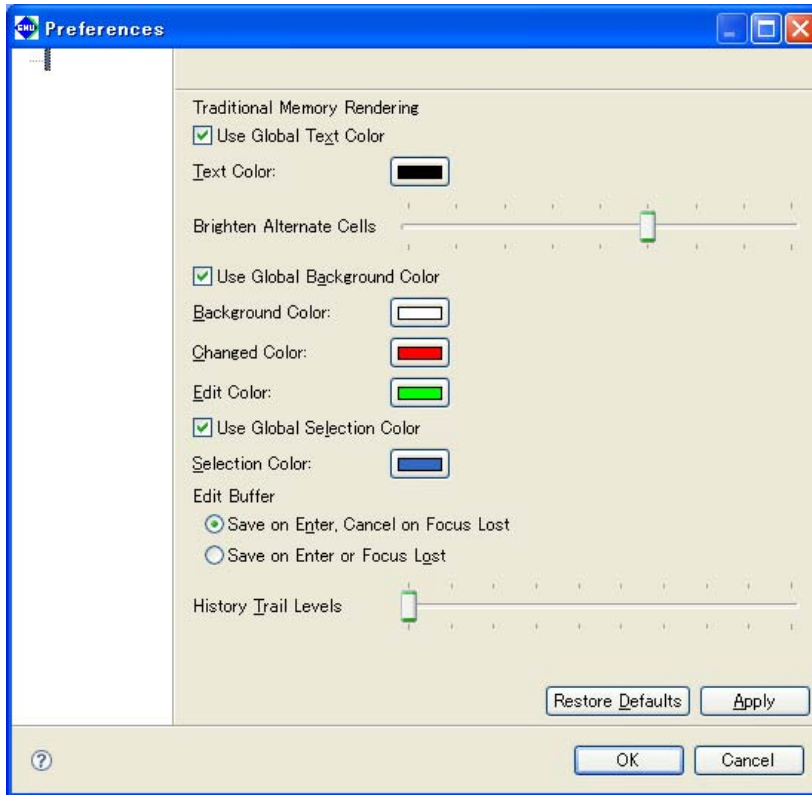 EMU Preferences
Traditional Memory Rendering
Use Global Text Color
Text Color:
Brighten Alternate Cells
Use Global Background Color
Background Color:
Changed Color:
Edit Color:
Use Global Selection Color
Selection Color:
Edit Buffer
Save on Enter, Cancel on Focus Lost
Save on Enter or Focus Lost
History Trail Levels
Restore Defaults Apply
? OK Cancel